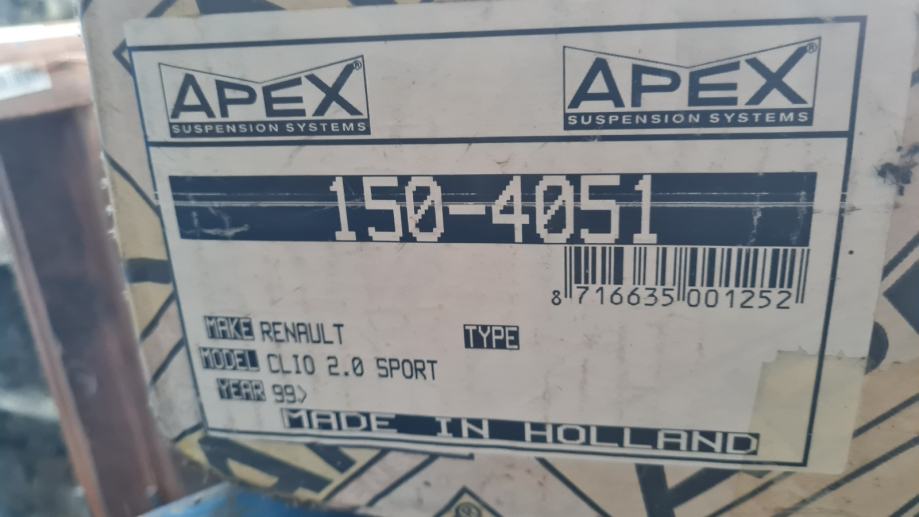 APEX® APEX®
SUSPENSION SYSTEMS SUSPENSION SYSTEMS
150-4051
8 716635 001252
MAKE RENAULT TYPE
MODEL CLIO 2.0 SPORT
YEAR 99>
MADE IN HOLLAND